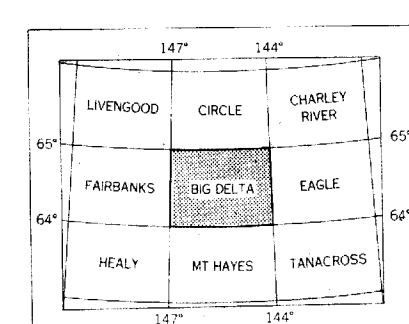 147° 144°
LIVENGOOD CIRCLE CHARLEY
RIVER
65° 65°
FAIRBANKS BIG DELTA EAGLE
64° 64°
HEALY MT HAYES TANACROSS
147° 144°